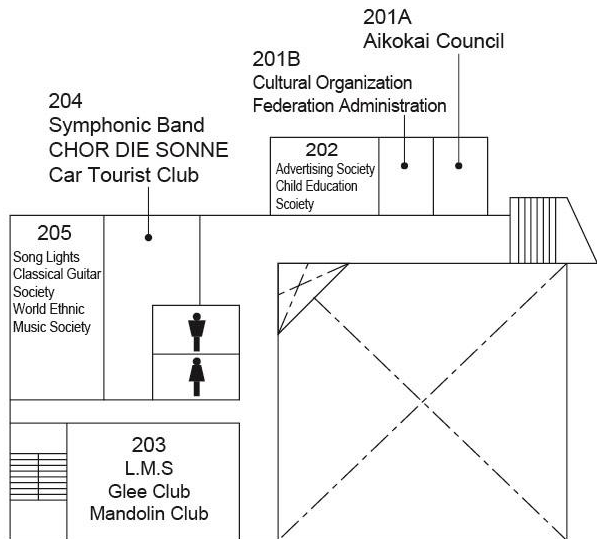 201A
Aikokai Council
201B
Cultural Organization
Federation Administration
204
Symphonic Band
CHOR DIE SONNE
Car Tourist Club
202
Advertising Society
Child Education
Scoiety
205
Song Lights
Classical Guitar
Society
World Ethnic
Music Society
203
L.M.S
Glee Club
Mandolin Club